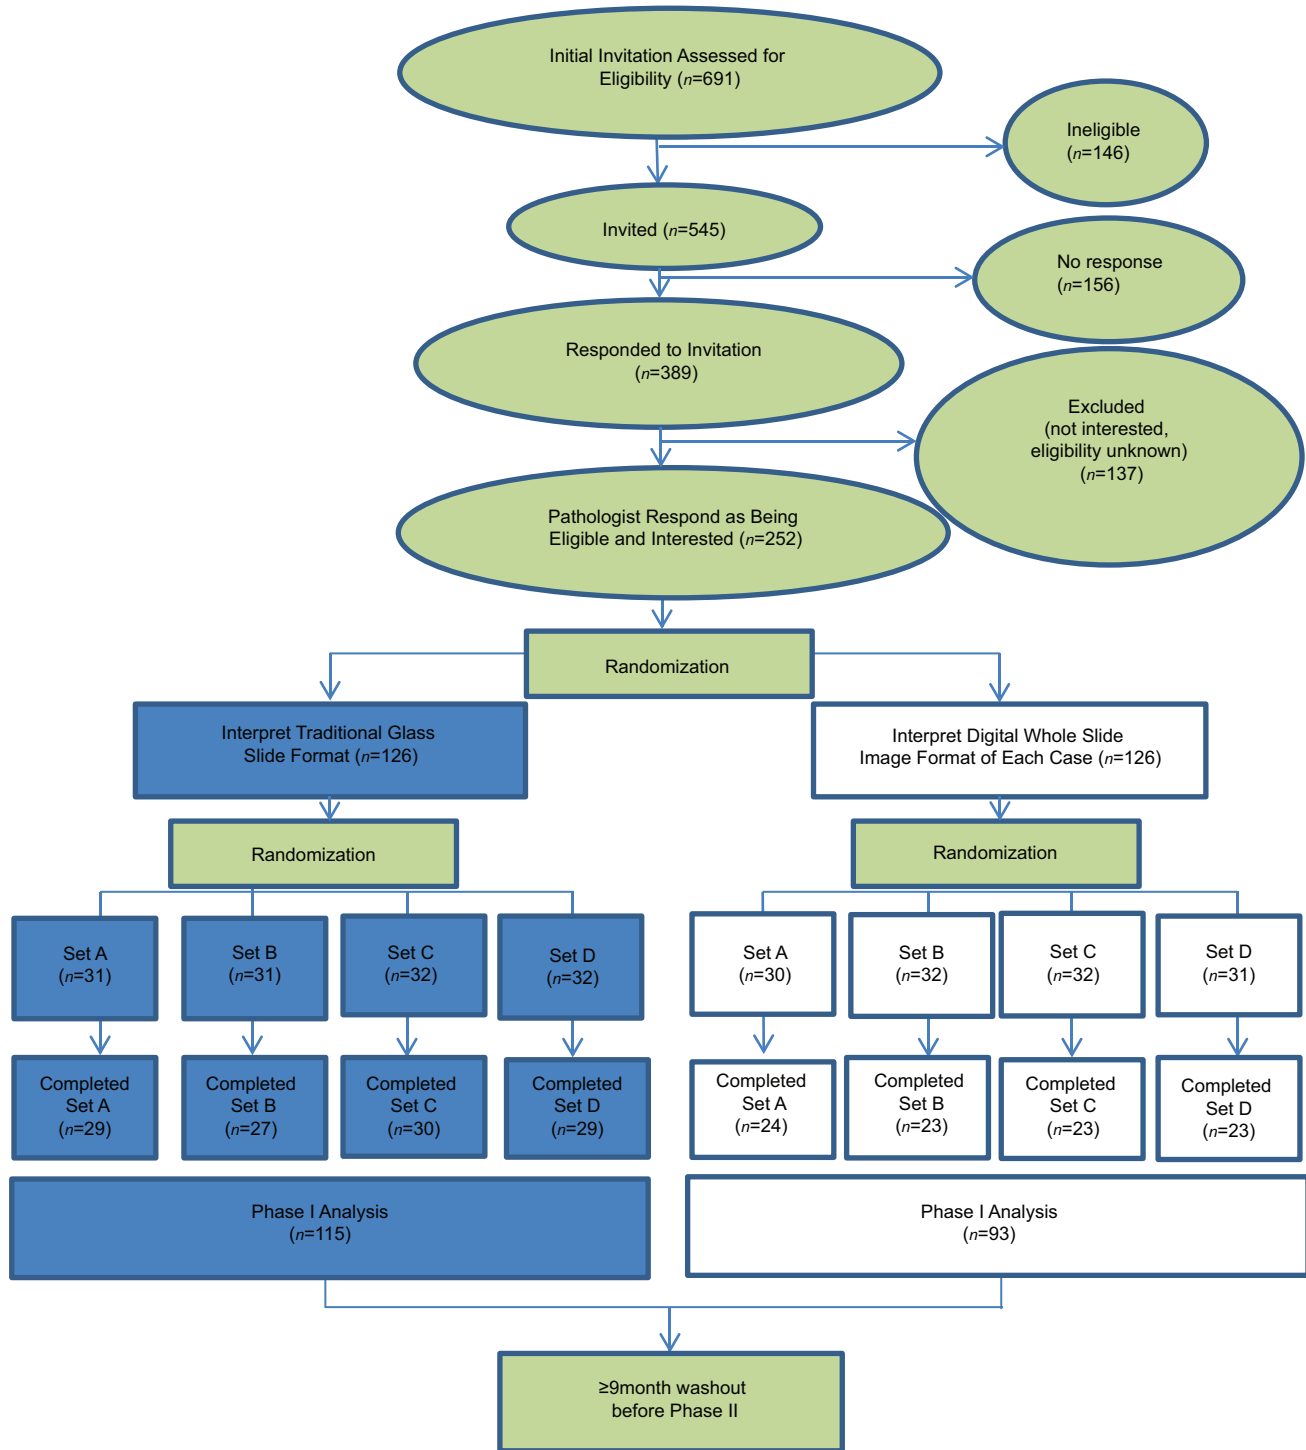 Initial Invitation Assessed for
Eligibility (n=691)
Ineligible
(n=146)
Invited (n=545)
No response
(n=156)
Responded to Invitation
(n=389)
Excluded
(not interested,
eligibility unknown)
(n=137)
Pathologist Respond as Being
Eligible and Interested (n=252)
Randomization
Interpret Traditional Glass
Slide Format (n=126)
Interpret Digital Whole Slide
Image Format of Each Case (n=126)
Randomization
Randomization
Set A
(n=31)
Set B
(n=31)
Set C
(n=32)
Set D
(n=32)
Set A
(n=30)
Set B
(n=32)
Set C
(n=32)
Set D
(n=31)
Completed
Set A
(n=29)
Completed
Set B
(n=27)
Completed
Set C
(n=30)
Completed
Set D
(n=29)
Completed
Set A
(n=24)
Completed
Set B
(n=23)
Completed
Set C
(n=23)
Completed
Set D
(n=23)
Phase I Analysis
(n=115)
Phase I Analysis
(n=93)
≥9month washout
before Phase II